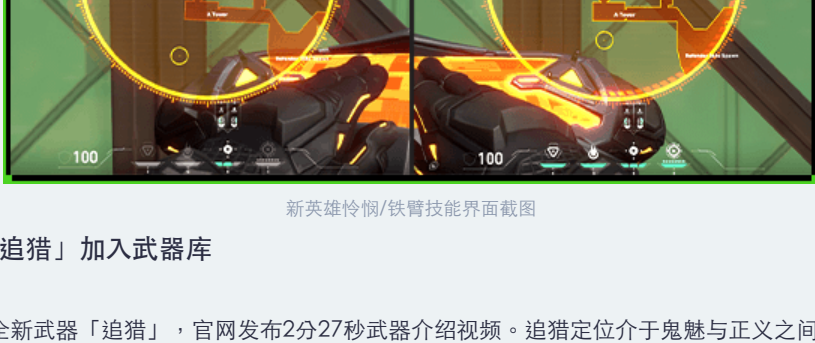 A Tower
A Tower
100
100
新英雄怜悯/铁臂技能界面截图
追猎」加入武器库
全新武器「追猎」，官网发布2分27秒武器介绍视频。追猎定位介于鬼魅与正义之间